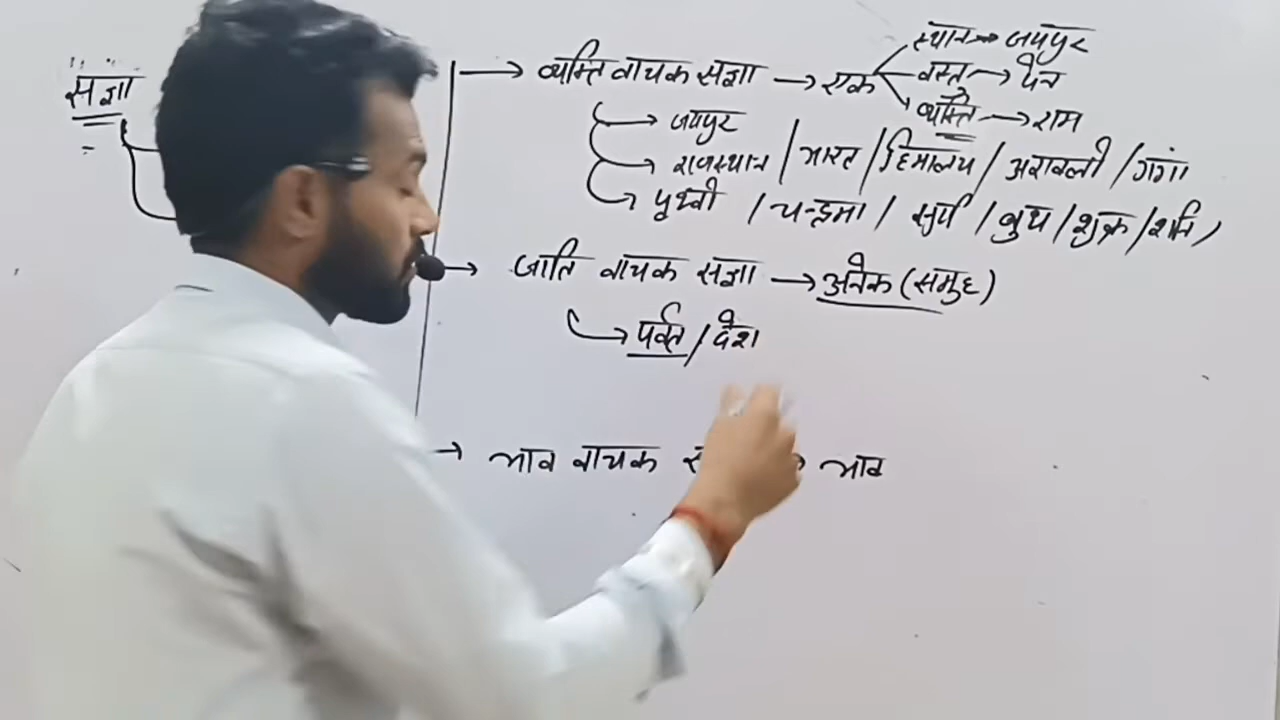 संज्ञा
व्यक्ति वाचक संज्ञा → एक
स्थान → जयपुर
वस्तु → पेन
व्यक्ति → राम
→ जयपुर
→ राजस्थान / भारत / हिमालय / अरावली / गंगा
→ पृथ्वी / चन्द्रमा / सुर्य / बुध / शुक्र / शनि /
→ जाति वाचक संज्ञा → अनेक (समुह)
→ पर्वत / देश
→ भाव वाचक → भाव